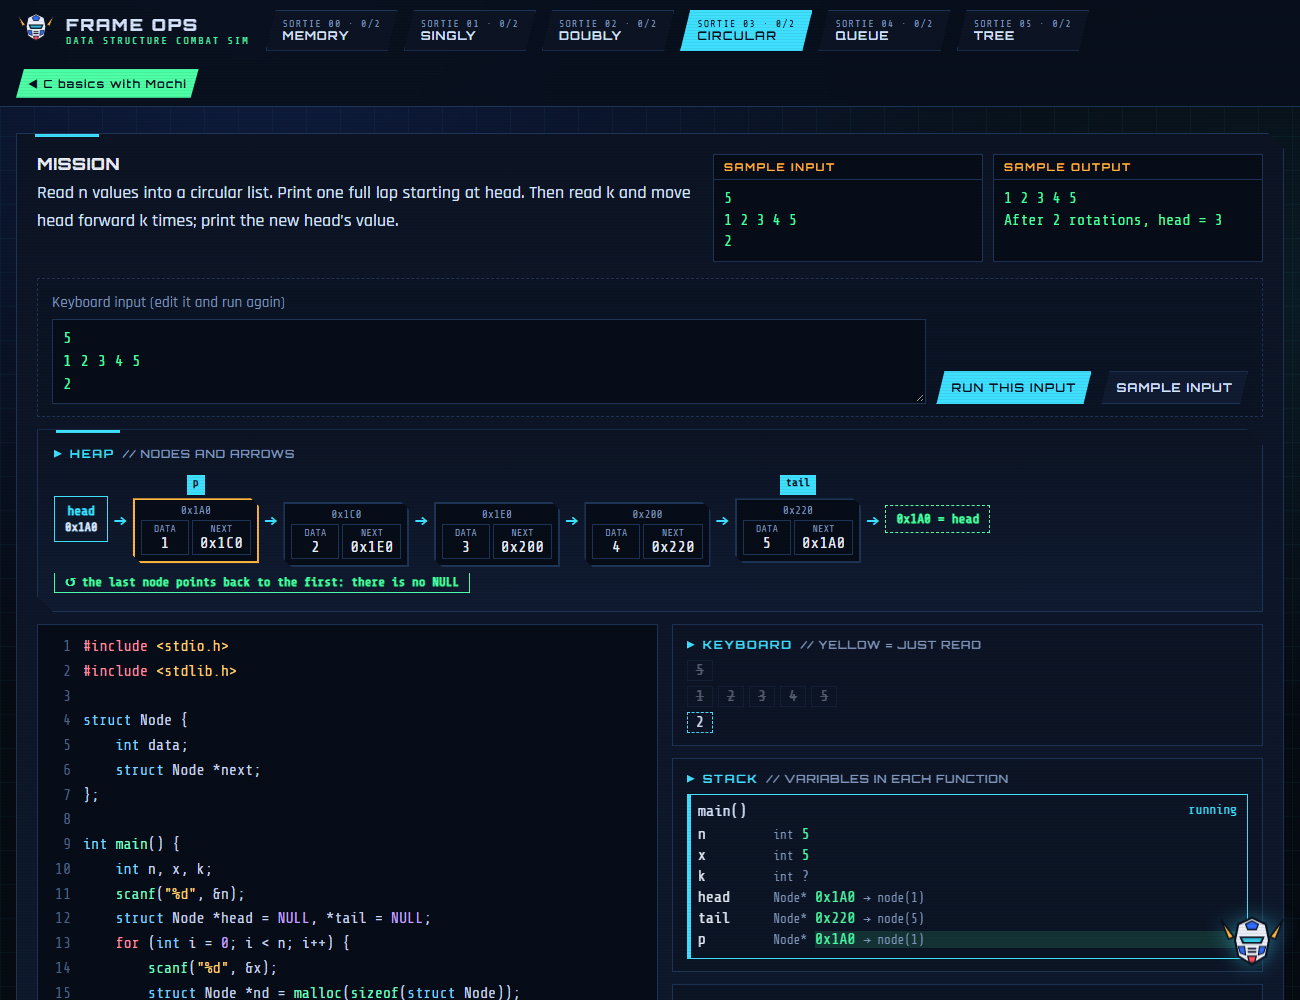 FRAME OPS
DATA STRUCTURE COMBAT SIM
SORTIE 00 · 0/2
MEMORY
SORTIE 01 · 0/2
SINGLY
SORTIE 02 · 0/2
DOUBLY
SORTIE 03 · 0/2
CIRCULAR
SORTIE 04 · 0/2
QUEUE
SORTIE 05 · 0/2
TREE
◀ C basics with Mochi
MISSION
Read n values into a circular list. Print one full lap starting at head. Then read k and move
head forward k times; print the new head's value.
SAMPLE INPUT
5
1 2 3 4 5
2
SAMPLE OUTPUT
1 2 3 4 5
After 2 rotations, head = 3
Keyboard input (edit it and run again)
5
1 2 3 4 5
2
RUN THIS INPUT
SAMPLE INPUT
▶ HEAP // NODES AND ARROWS
p
tail
head
0x1A0
→
0x1A0
DATA NEXT
1 0x1C0
→
0x1C0
DATA NEXT
2 0x1E0
→
0x1E0
DATA NEXT
3 0x200
→
0x200
DATA NEXT
4 0x220
→
0x220
DATA NEXT
5 0x1A0
→
0x1A0 = head
↺ the last node points back to the first: there is no NULL
1 #include <stdio.h>
2 #include <stdlib.h>
3
4 struct Node {
5     int data;
6     struct Node *next;
7 };
8
9 int main() {
10     int n, x, k;
11     scanf("%d", &n);
12     struct Node *head = NULL, *tail = NULL;
13     for (int i = 0; i < n; i++) {
14         scanf("%d", &x);
15         struct Node *nd = malloc(sizeof(struct Node));
▶ KEYBOARD // YELLOW = JUST READ
5
1 2 3 4 5
2
▶ STACK // VARIABLES IN EACH FUNCTION
main() running
n int 5
x int 5
k int ?
head Node* 0x1A0 → node(1)
tail Node* 0x220 → node(5)
p Node* 0x1A0 → node(1)